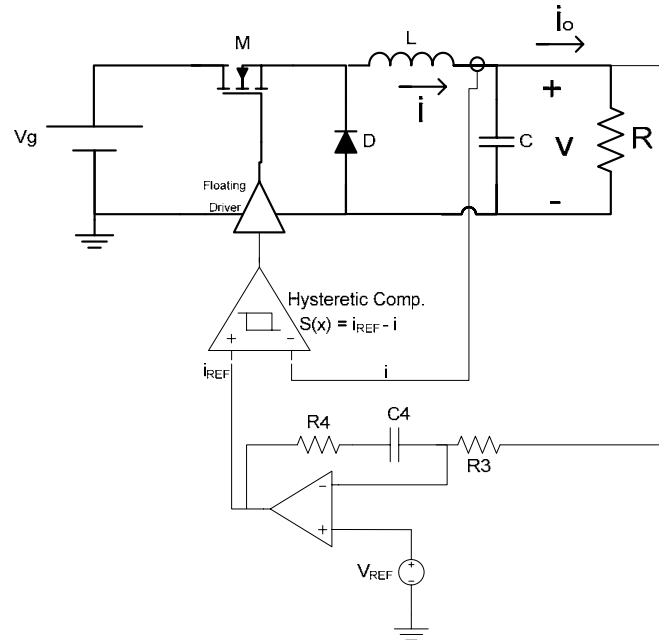 M
L
io
i
+
Vg
D
C
V
R
-
Floating
Driver
Hysteretic Comp.
S(x) = iREF - i
+
-
iREF
i
R4
C4
R3
-
+
VREF
+
-